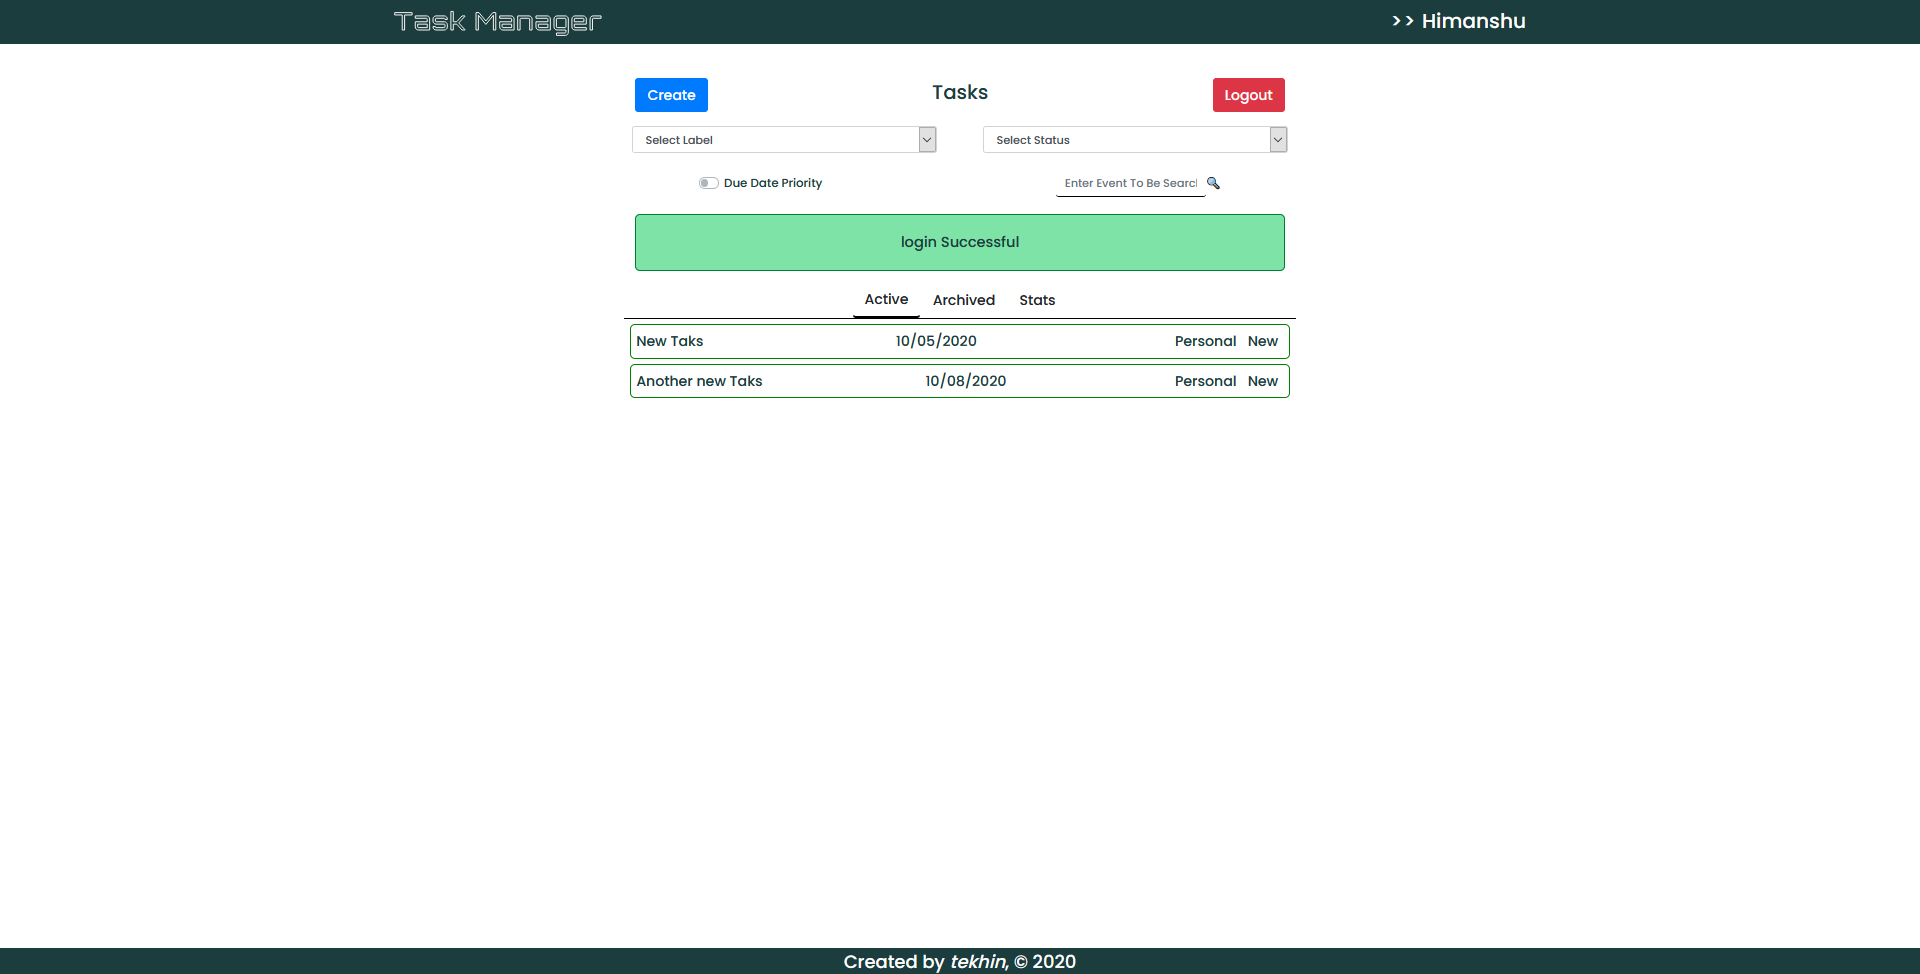 Task Manager >> Himanshu
Create Tasks Logout
Select Label Select Status
Due Date Priority Enter Event To Be Searc
login Successful
Active Archived Stats
New Taks 10/05/2020 Personal New
Another new Taks 10/08/2020 Personal New
Created by tekhin, © 2020